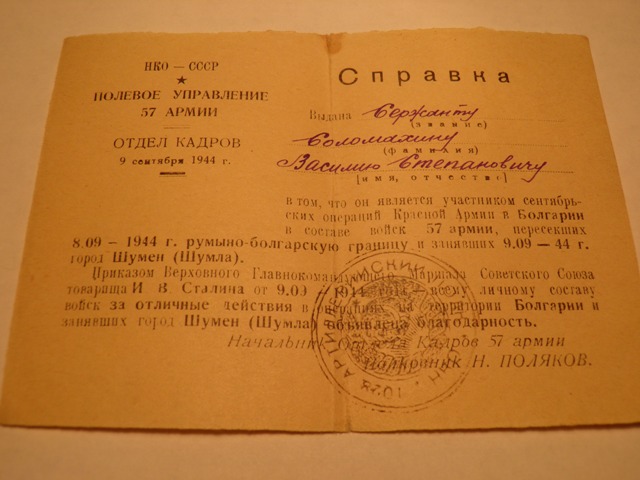 НКО — СССР
★
ПОЛЕВОЕ УПРАВЛЕНИЕ
57 АРМИИ
ОТДЕЛ КАДРОВ
9 сентября 1944 г.
Справка
Выдана Сержанту
(звание)
Соломахину
(фамилия)
Василию Степановичу
(имя, отчество)
в том, что он является участником сентябрь-
ских операций Красной Армии в Болгарии
в составе войск 57 армии, пересекших
8.09 — 1944 г. румыно-болгарскую границу и занявших 9.09 — 44 г.
город Шумен (Шумла).
Приказом Верховного Главнокомандующего Маршала Советского Союза
товарища И. В. Сталина от 9.09 — 1944 года всему личному составу
войск за отличные действия в операциях на территории Болгарии и
занявших город Шумен (Шумла) объявлена благодарность.
Начальник Отдела Кадров 57 армии
Полковник Н. ПОЛЯКОВ.